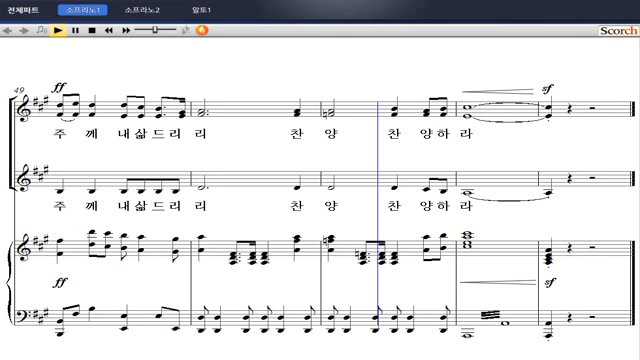 전체파트 소프라노1 소프라노2 알토1
Scorch
49 ff sf
주 께 내 삶 드 리 리 찬 양 찬 양 하 라
주 께 내 삶 드 리 리 찬 양 찬 양 하 라
ff sf